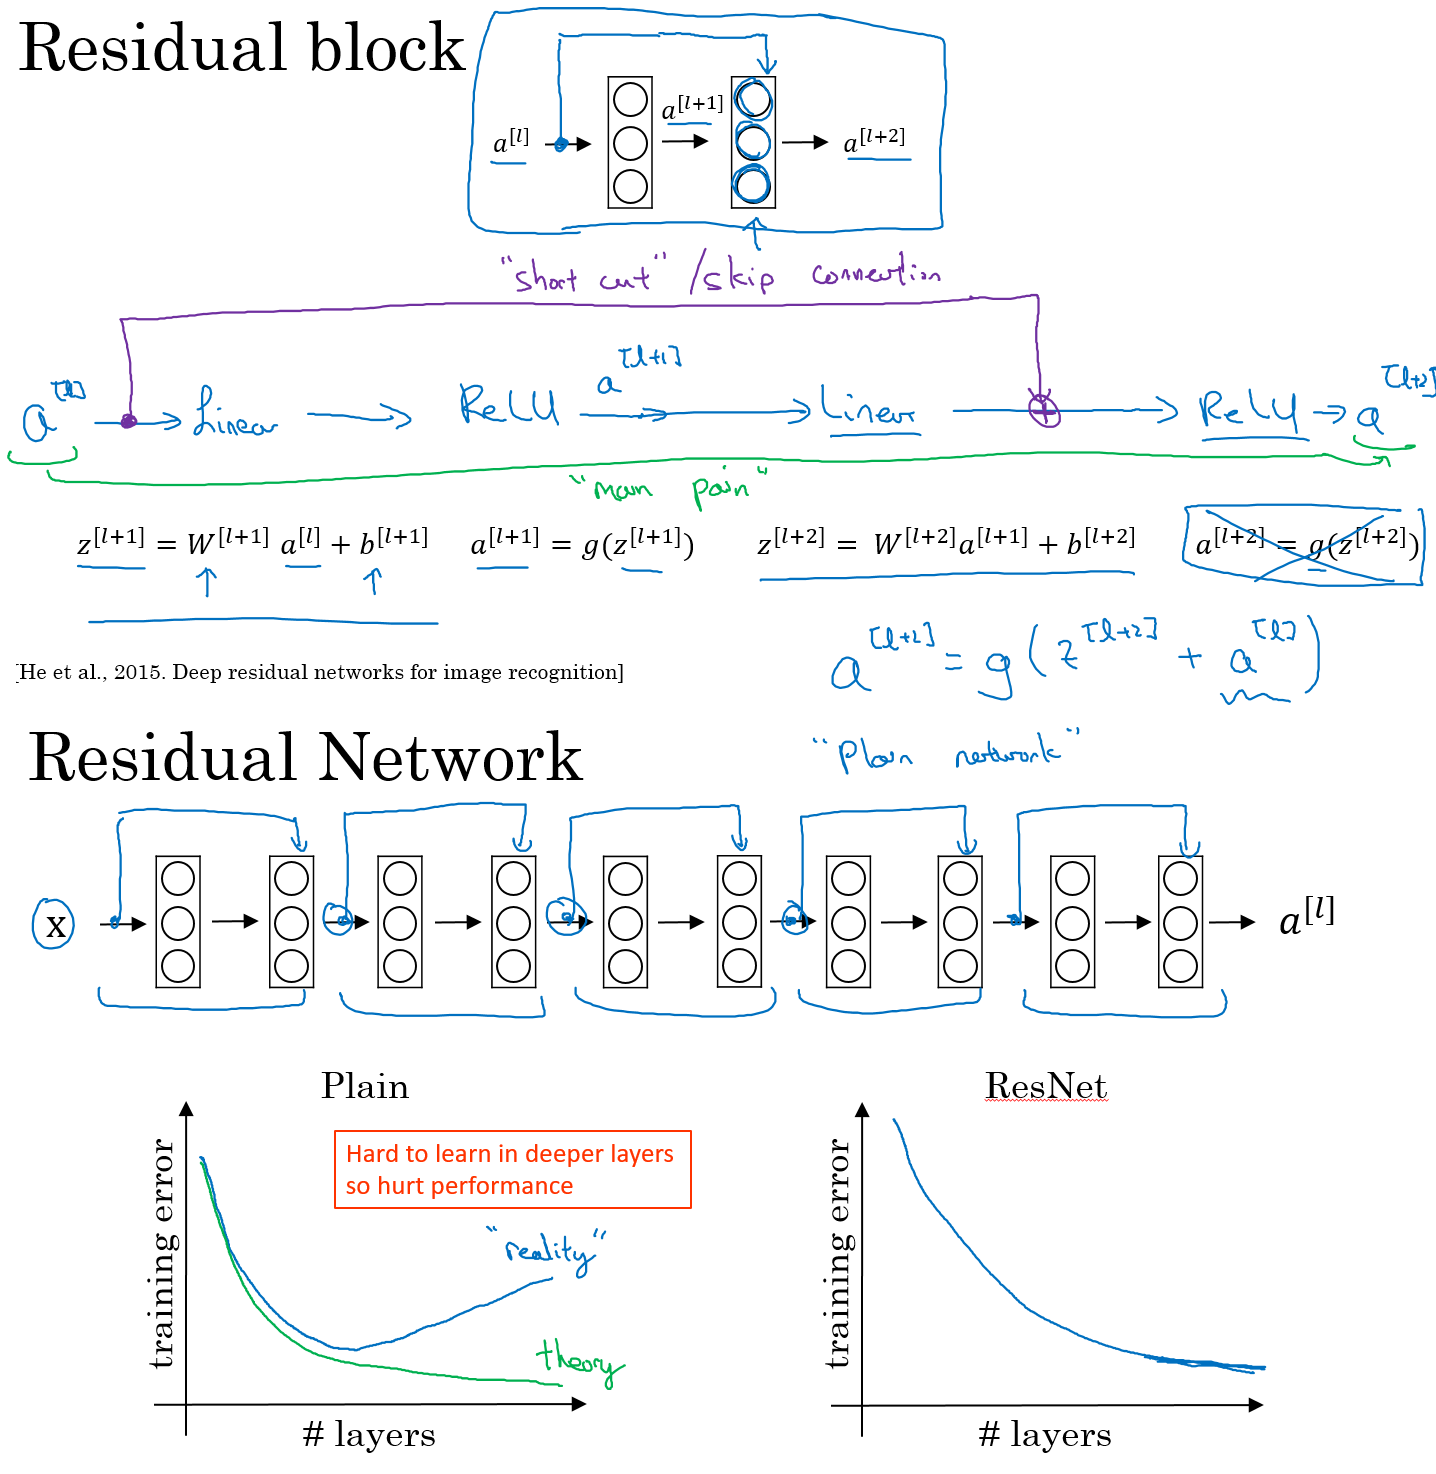 Residual block
a^[l]
a^[l+1]
a^[l+2]
"short cut" / skip connection
a^[l] Linear ReLU a^[l+1] Linear + ReLU a^[l+2]
"main pain"
z^[l+1] = W^[l+1] a^[l] + b^[l+1] a^[l+1] = g(z^[l+1]) z^[l+2] = W^[l+2]a^[l+1] + b^[l+2] a^[l+2] = g(z^[l+2])
a^[l+2] = g(z^[l+2] + a^[l])
[He et al., 2015. Deep residual networks for image recognition]
Residual Network
"Plain network"
x
a^[l]
Plain
training error
Hard to learn in deeper layers
so hurt performance
"reality"
theory
# layers
ResNet
training error
# layers